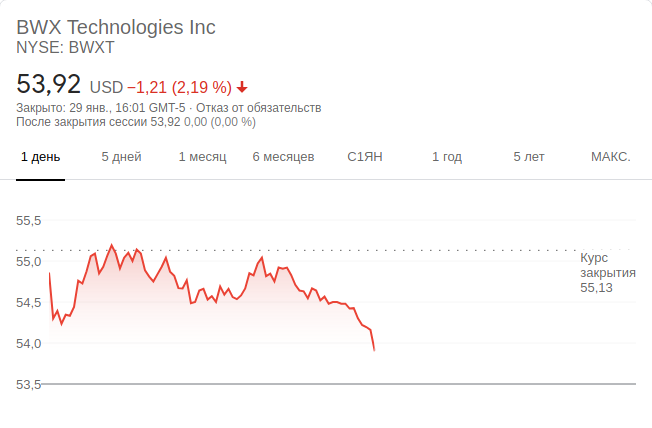 BWX Technologies Inc
NYSE: BWXT
53,92 USD −1,21 (2,19 %)
Закрыто: 29 янв., 16:01 GMT-5 · Отказ от обязательств
После закрытия сессии 53,92 0,00 (0,00 %)
1 день 5 дней 1 месяц 6 месяцев С1ЯН 1 год 5 лет МАКС.
55,5
55,0
54,5
54,0
53,5
Курс
закрытия
55,13